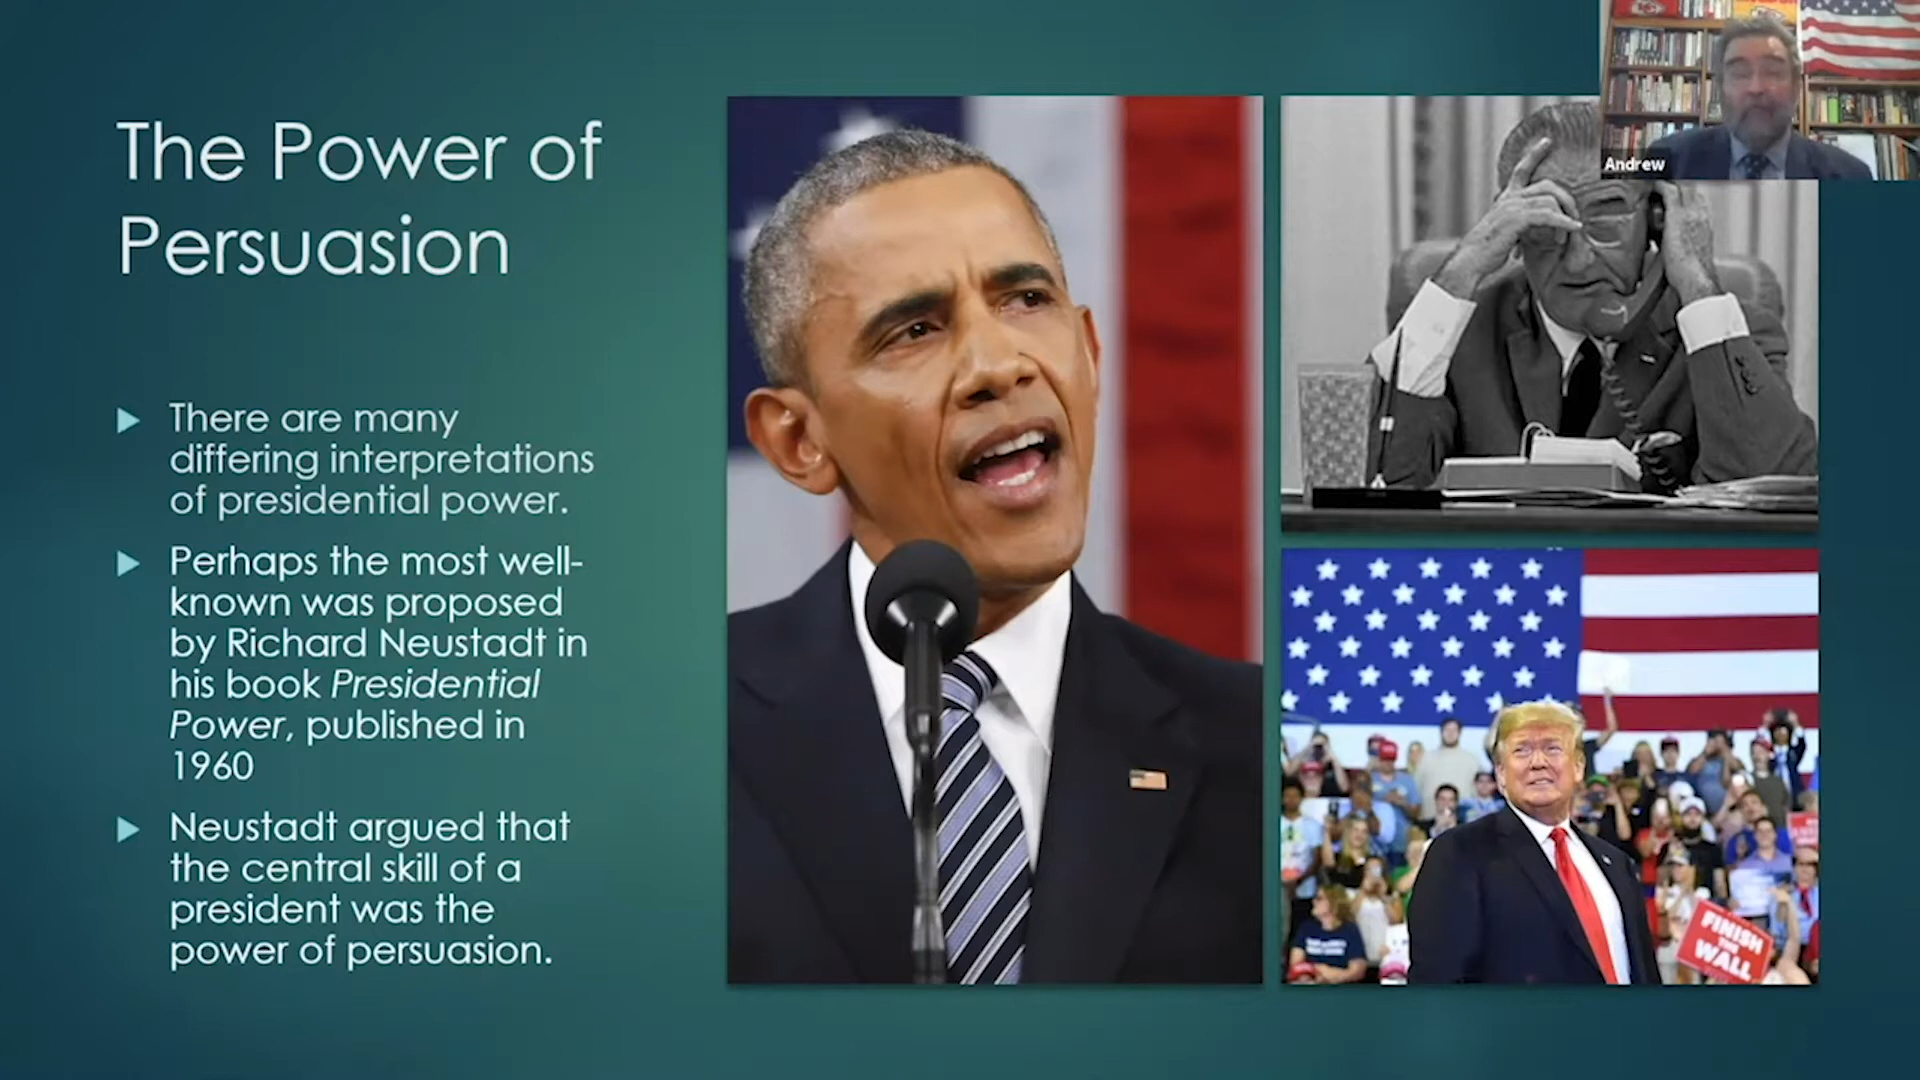 The Power of
Persuasion
There are many
differing interpretations
of presidential power.
Perhaps the most well-
known was proposed
by Richard Neustadt in
his book Presidential
Power, published in
1960
Neustadt argued that
the central skill of a
president was the
power of persuasion.
Andrew
FINISH
THE
WALL